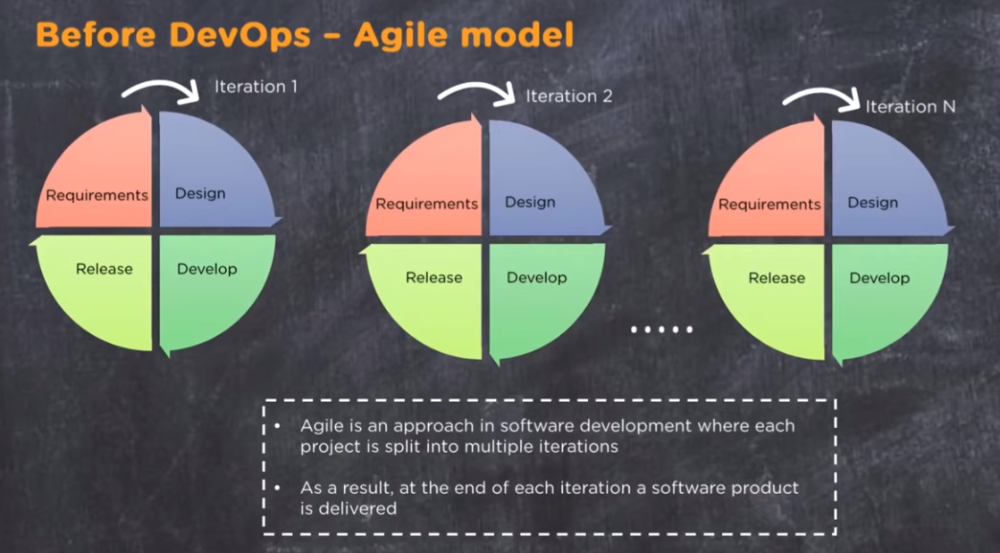 Before DevOps – Agile model
Iteration 1
Requirements
Design
Release
Develop
Iteration 2
Requirements
Design
Release
Develop
.....
Iteration N
Requirements
Design
Release
Develop
• Agile is an approach in software development where each
project is split into multiple iterations
• As a result, at the end of each iteration a software product
is delivered